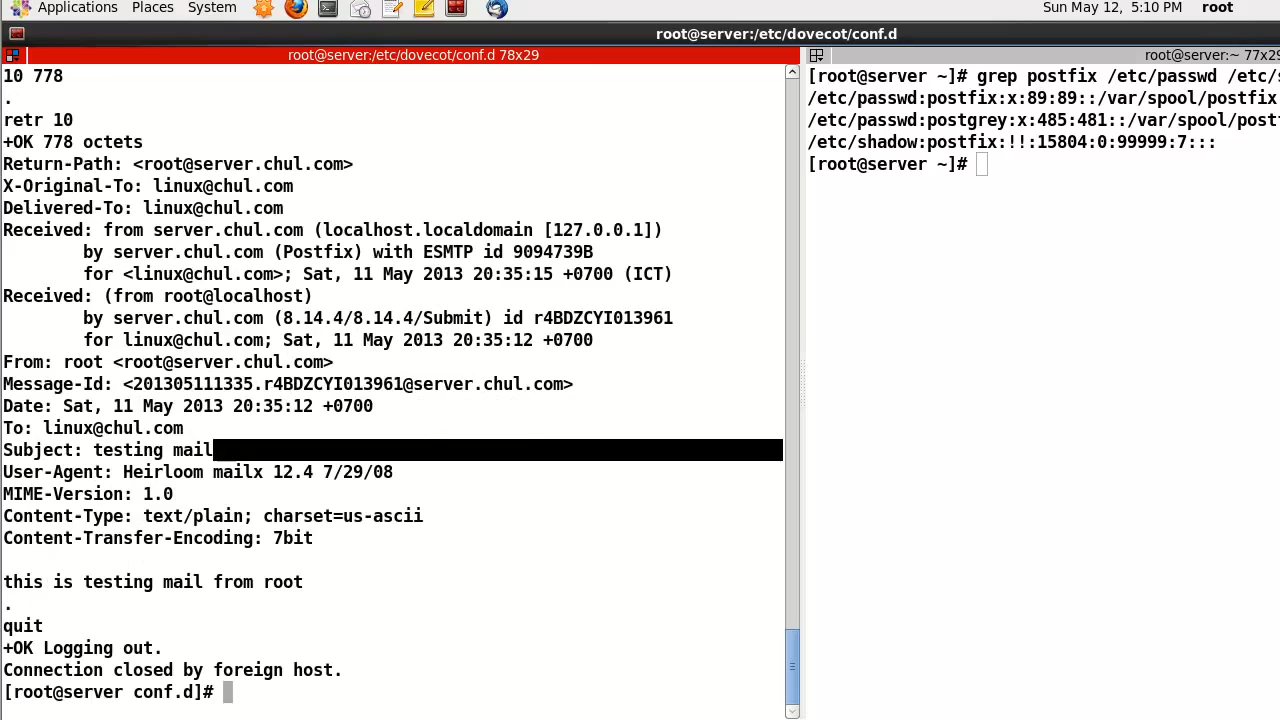 Applications Places System Sun May 12, 5:10 PM root
root@server:/etc/dovecot/conf.d
root@server:/etc/dovecot/conf.d 78x29
10 778
.
retr 10
+OK 778 octets
Return-Path: <root@server.chul.com>
X-Original-To: linux@chul.com
Delivered-To: linux@chul.com
Received: from server.chul.com (localhost.localdomain [127.0.0.1])
by server.chul.com (Postfix) with ESMTP id 9094739B
for <linux@chul.com>; Sat, 11 May 2013 20:35:15 +0700 (ICT)
Received: (from root@localhost)
by server.chul.com (8.14.4/8.14.4/Submit) id r4BDZCYI013961
for linux@chul.com; Sat, 11 May 2013 20:35:12 +0700
From: root <root@server.chul.com>
Message-Id: <201305111335.r4BDZCYI013961@server.chul.com>
Date: Sat, 11 May 2013 20:35:12 +0700
To: linux@chul.com
Subject: testing mail
User-Agent: Heirloom mailx 12.4 7/29/08
MIME-Version: 1.0
Content-Type: text/plain; charset=us-ascii
Content-Transfer-Encoding: 7bit
this is testing mail from root
.
quit
+OK Logging out.
Connection closed by foreign host.
[root@server conf.d]#
root@server:~ 77x29
[root@server ~]# grep postfix /etc/passwd /etc/s
/etc/passwd:postfix:x:89:89::/var/spool/postfix
/etc/passwd:postgrey:x:485:481::/var/spool/post
/etc/shadow:postfix:!!:15804:0:99999:7:::
[root@server ~]#